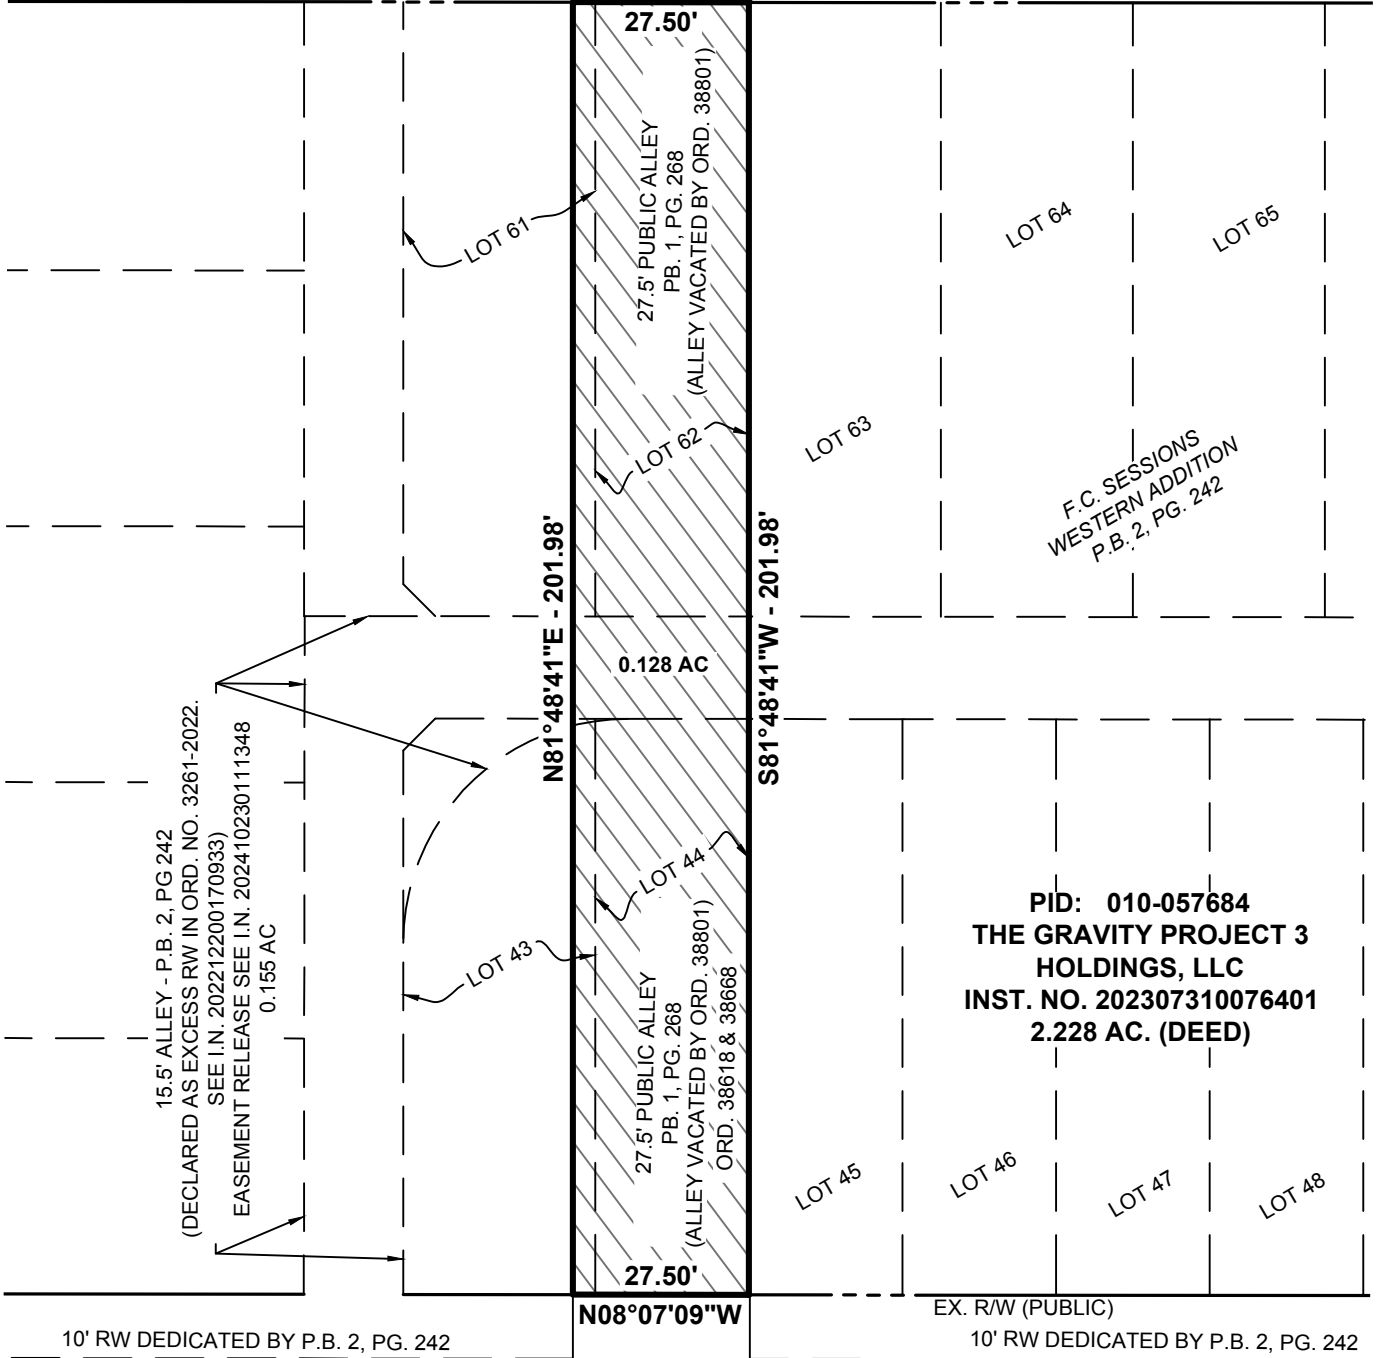 27.50'
27.5' PUBLIC ALLEY
PB. 1, PG. 268
(ALLEY VACATED BY ORD. 38801)
LOT 61
LOT 62
LOT 63
LOT 64
LOT 65
F.C. SESSIONS
WESTERN ADDITION
P.B. 2, PG. 242
N81°48'41"E - 201.98'
S81°48'41"W - 201.98'
0.128 AC
15.5' ALLEY - P.B. 2, PG 242
(DECLARED AS EXCESS RW IN ORD. NO. 3261-2022.
SEE I.N. 202212200170933)
EASEMENT RELEASE SEE I.N. 202410230111348
0.155 AC
LOT 43
LOT 44
27.5' PUBLIC ALLEY
PB. 1, PG. 268
(ALLEY VACATED BY ORD. 38801)
ORD. 38618 & 38668
PID: 010-057684
THE GRAVITY PROJECT 3
HOLDINGS, LLC
INST. NO. 202307310076401
2.228 AC. (DEED)
LOT 45
LOT 46
LOT 47
LOT 48
27.50'
N08°07'09"W
EX. R/W (PUBLIC)
10' RW DEDICATED BY P.B. 2, PG. 242
10' RW DEDICATED BY P.B. 2, PG. 242